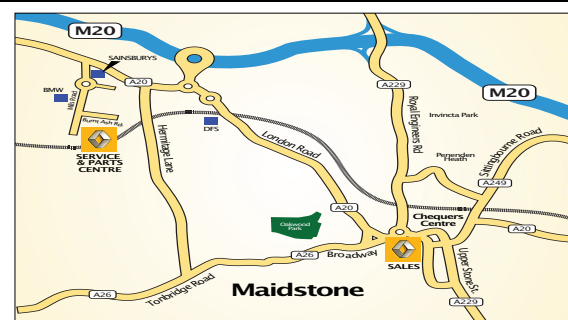 M20
SAINSBURYS
A20
BMW
Mills Road
Burnt Ash Rd
SERVICE
& PARTS
CENTRE
DFS
Hermitage Lane
London Road
A229
Royal Engineers Rd
M20
Invicta Park
Penenden
Heath
Sittingbourne Road
A249
A20
Chequers
Centre
A20
Oakwood
Park
Broadway
A26
SALES
Upper Stone St.
Tonbridge Road
A26
Maidstone
A229